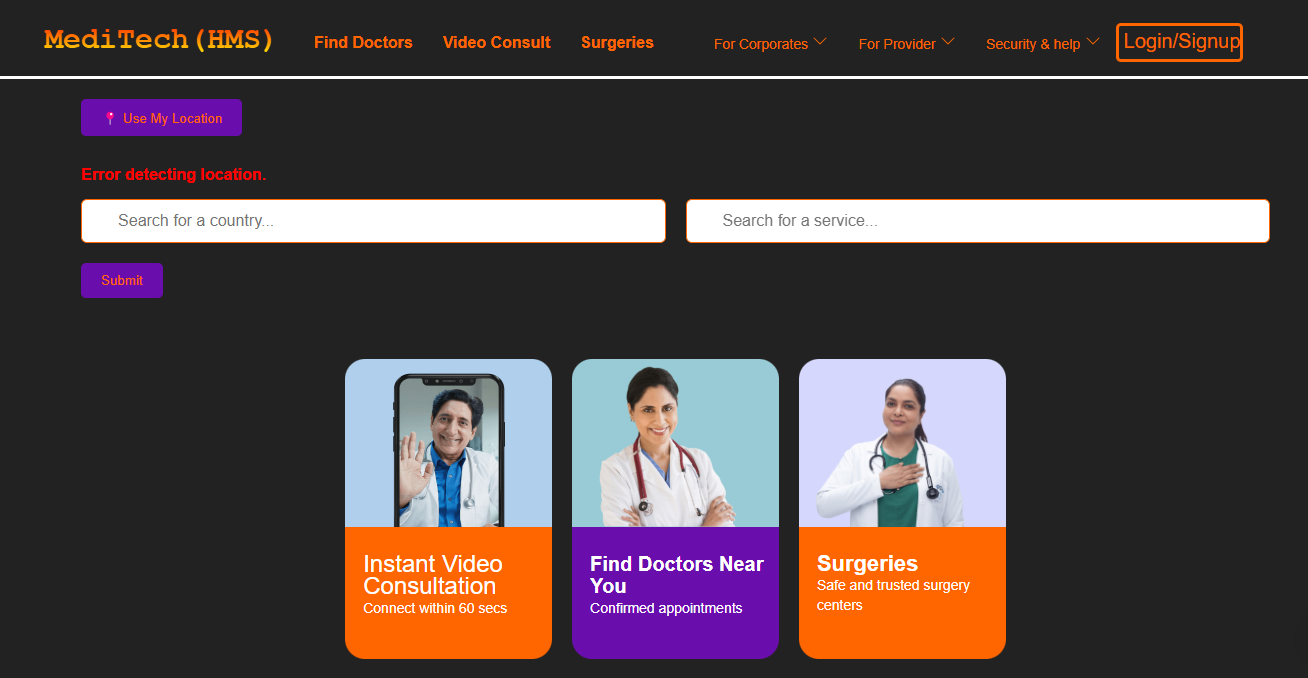 MediTech(HMS) Find Doctors Video Consult Surgeries For Corporates For Provider Security & help Login/Signup
Use My Location
Error detecting location.
Search for a country... Search for a service...
Submit
Instant Video
Consultation
Connect within 60 secs
Find Doctors Near
You
Confirmed appointments
Surgeries
Safe and trusted surgery
centers